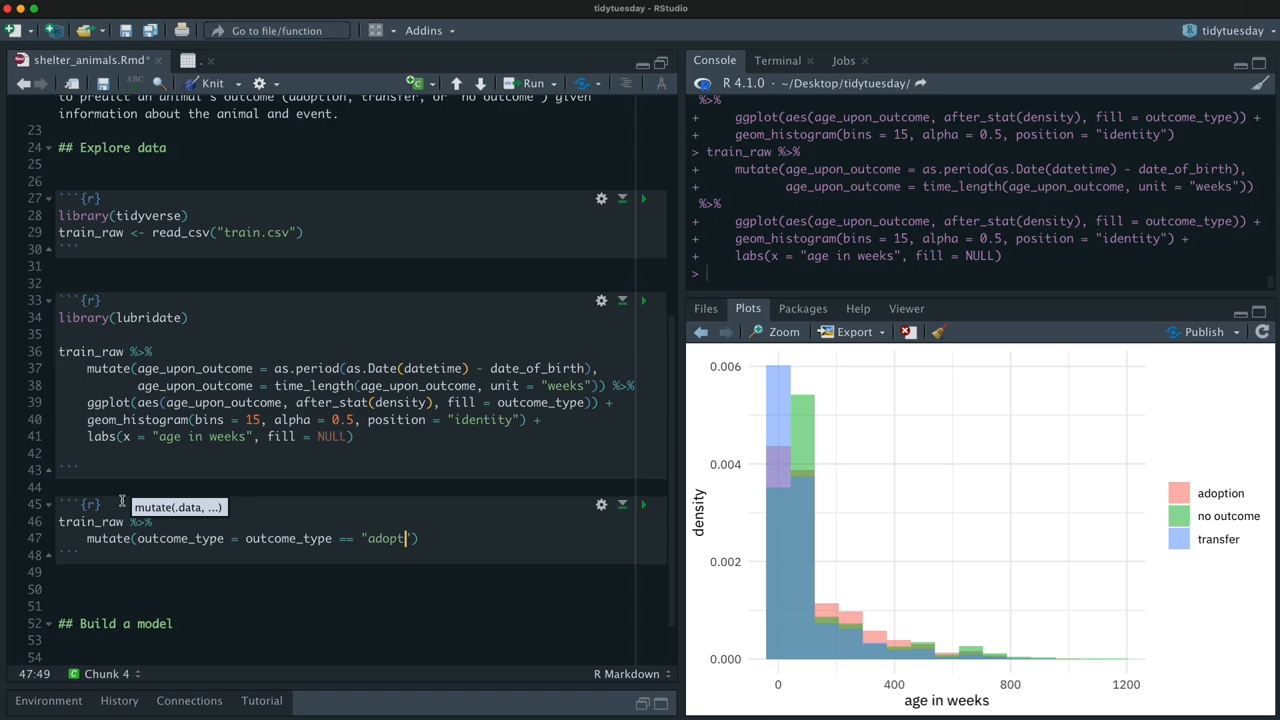 tidytuesday - RStudio
Go to file/function
Addins
tidytuesday
shelter_animals.Rmd*
.
Knit
Run
to predict an animal's outcome (adoption, transfer, or "no outcome") given
information about the animal and event.
23
24 ## Explore data
25
26
27 ```{r}
28 library(tidyverse)
29 train_raw <- read_csv("train.csv")
30 ```
31
32
33 ```{r}
34 library(lubridate)
35
36 train_raw %>%
37 mutate(age_upon_outcome = as.period(as.Date(datetime) - date_of_birth),
38 age_upon_outcome = time_length(age_upon_outcome, unit = "weeks")) %>%
39 ggplot(aes(age_upon_outcome, after_stat(density), fill = outcome_type)) +
40 geom_histogram(bins = 15, alpha = 0.5, position = "identity") +
41 labs(x = "age in weeks", fill = NULL)
42
43 ```
44
45 ```{r}
mutate(.data, ...)
46 train_raw %>%
47 mutate(outcome_type = outcome_type == "adopt")
48 ```
49
50
51
52 ## Build a model
53
54
47:49
Chunk 4
R Markdown
Environment
History
Connections
Tutorial
Console
Terminal
Jobs
R 4.1.0 · ~/Desktop/tidytuesday/
%>%
+ ggplot(aes(age_upon_outcome, after_stat(density), fill = outcome_type)) +
+ geom_histogram(bins = 15, alpha = 0.5, position = "identity")
> train_raw %>%
+ mutate(age_upon_outcome = as.period(as.Date(datetime) - date_of_birth),
+ age_upon_outcome = time_length(age_upon_outcome, unit = "weeks"))
%>%
+ ggplot(aes(age_upon_outcome, after_stat(density), fill = outcome_type)) +
+ geom_histogram(bins = 15, alpha = 0.5, position = "identity") +
+ labs(x = "age in weeks", fill = NULL)
>
Files
Plots
Packages
Help
Viewer
Zoom
Export
Publish
0.006
0.004
0.002
0.000
density
0
400
800
1200
age in weeks
adoption
no outcome
transfer